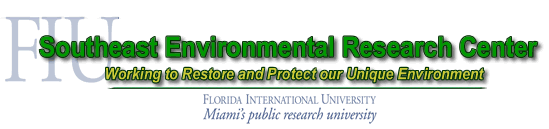 FIU
Southeast Environmental Research Center
Working to Restore and Protect our Unique Environment
FLORIDA INTERNATIONAL UNIVERSITY
Miami's public research university